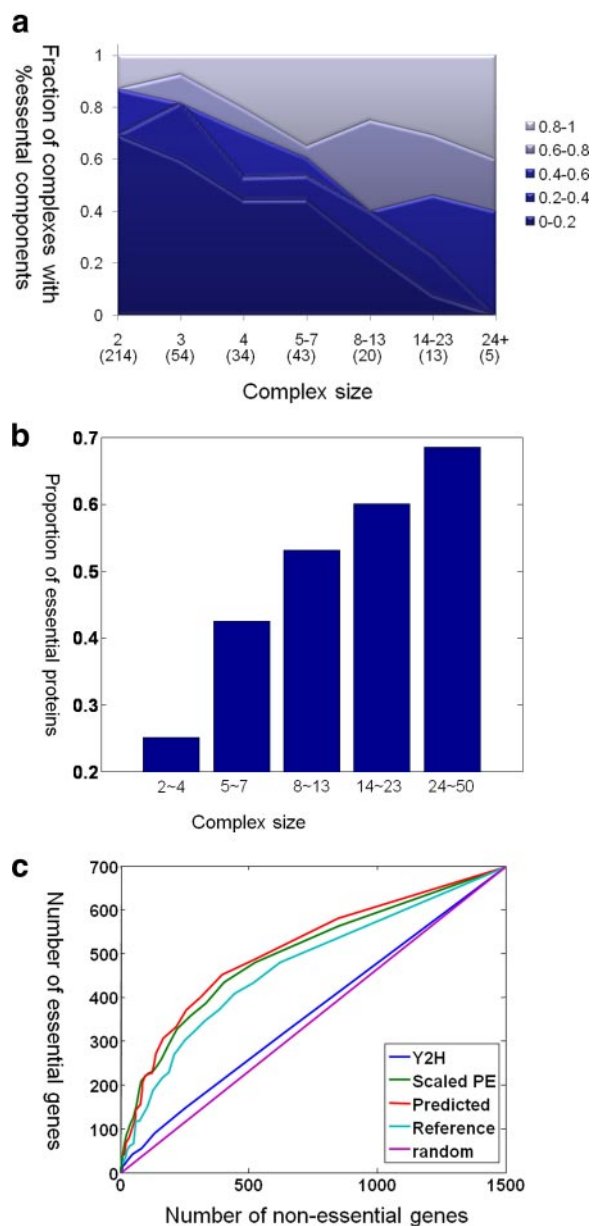 a
Fraction of complexes with
%essental components
1
0.8
0.6
0.4
0.2
0
2 3 4 5-7 8-13 14-23 24+
(214) (54) (34) (43) (20) (13) (5)
Complex size
0.8-1
0.6-0.8
0.4-0.6
0.2-0.4
0-0.2
b
Proportion of essential proteins
0.7
0.6
0.5
0.4
0.3
0.2
2~4 5~7 8~13 14~23 24~50
Complex size
c
Number of essential genes
700
600
500
400
300
200
100
0
0 500 1000 1500
Number of non-essential genes
Y2H
Scaled PE
Predicted
Reference
random